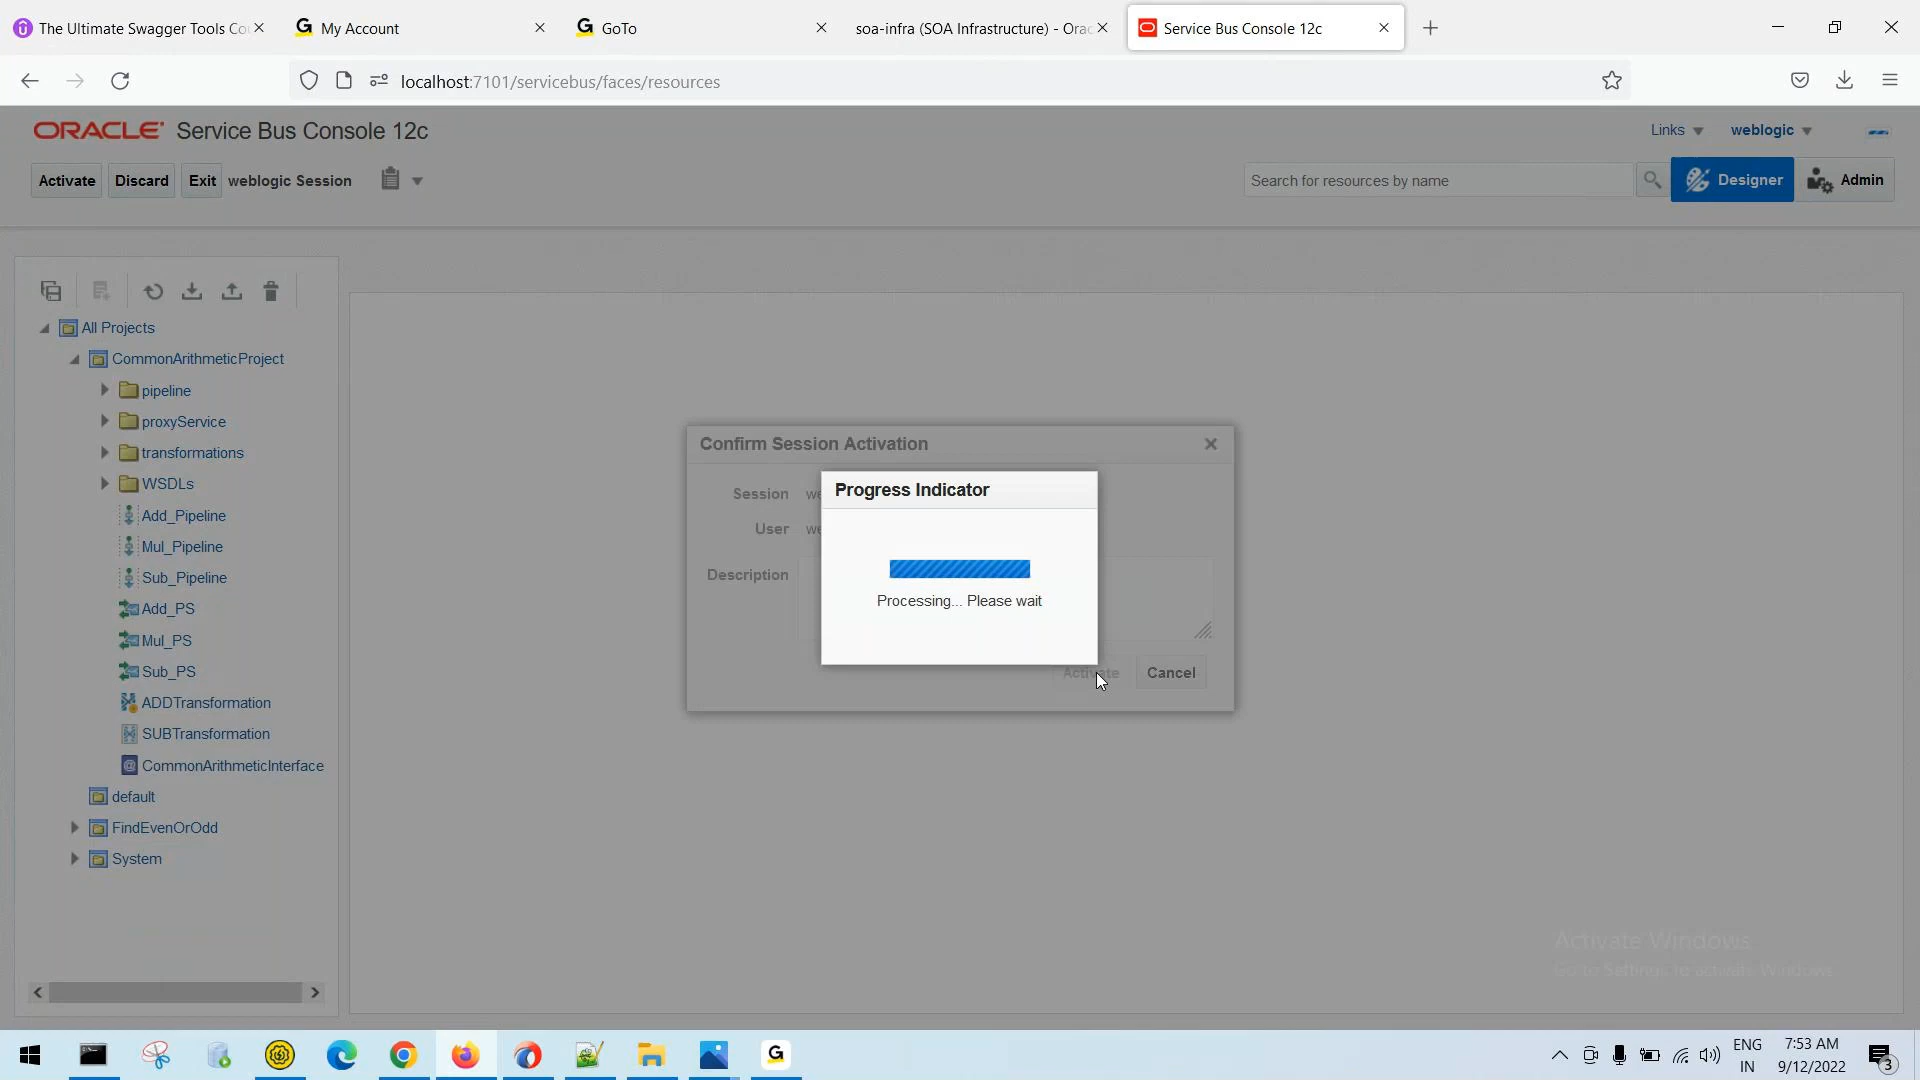 The Ultimate Swagger Tools Co
My Account
GoTo
soa-infra (SOA Infrastructure) - Orac
Service Bus Console 12c
localhost:7101/servicebus/faces/resources
ORACLE Service Bus Console 12c
Links
weblogic
Activate
Discard
Exit
weblogic Session
Search for resources by name
Designer
Admin
All Projects
CommonArithmeticProject
pipeline
proxyService
transformations
WSDLs
Add_Pipeline
Mul_Pipeline
Sub_Pipeline
Add_PS
Mul_PS
Sub_PS
ADDTransformation
SUBTransformation
CommonArithmeticInterface
default
FindEvenOrOdd
System
Confirm Session Activation
Session we
User we
Description
Activate
Cancel
Progress Indicator
Processing... Please wait
Activate Windows
Go to Settings to activate Windows.
ENG
IN
7:53 AM
9/12/2022
3